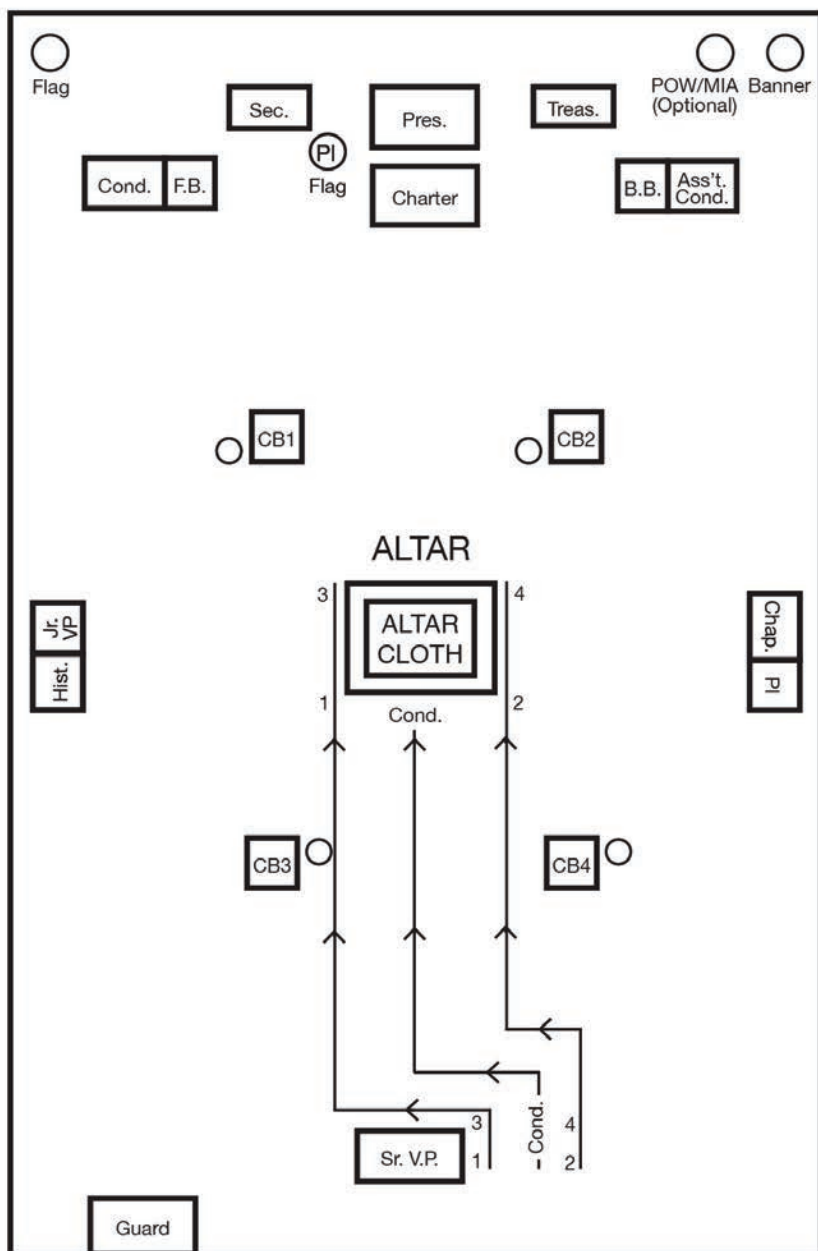 Flag
POW/MIA
(Optional)
Banner
Sec.
Pres.
Treas.
PI
Flag
Cond.
F.B.
Charter
B.B.
Ass't.
Cond.
CB1
CB2
ALTAR
3
4
ALTAR
CLOTH
Jr.
VP
Hist.
Chap.
PI
1
2
Cond.
CB3
CB4
3
1
Cond.
4
2
Sr. V.P.
Guard